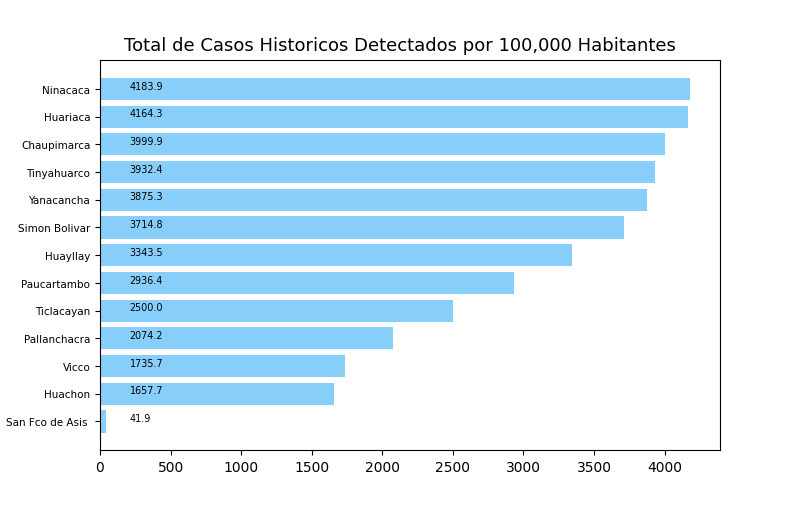 Total de Casos Historicos Detectados por 100,000 Habitantes
Ninacaca 4183.9
Huariaca 4164.3
Chaupimarca 3999.9
Tinyahuarco 3932.4
Yanacancha 3875.3
Simon Bolivar 3714.8
Huayllay 3343.5
Paucartambo 2936.4
Ticlacayan 2500.0
Pallanchacra 2074.2
Vicco 1735.7
Huachon 1657.7
San Fco de Asis 41.9
0 500 1000 1500 2000 2500 3000 3500 4000